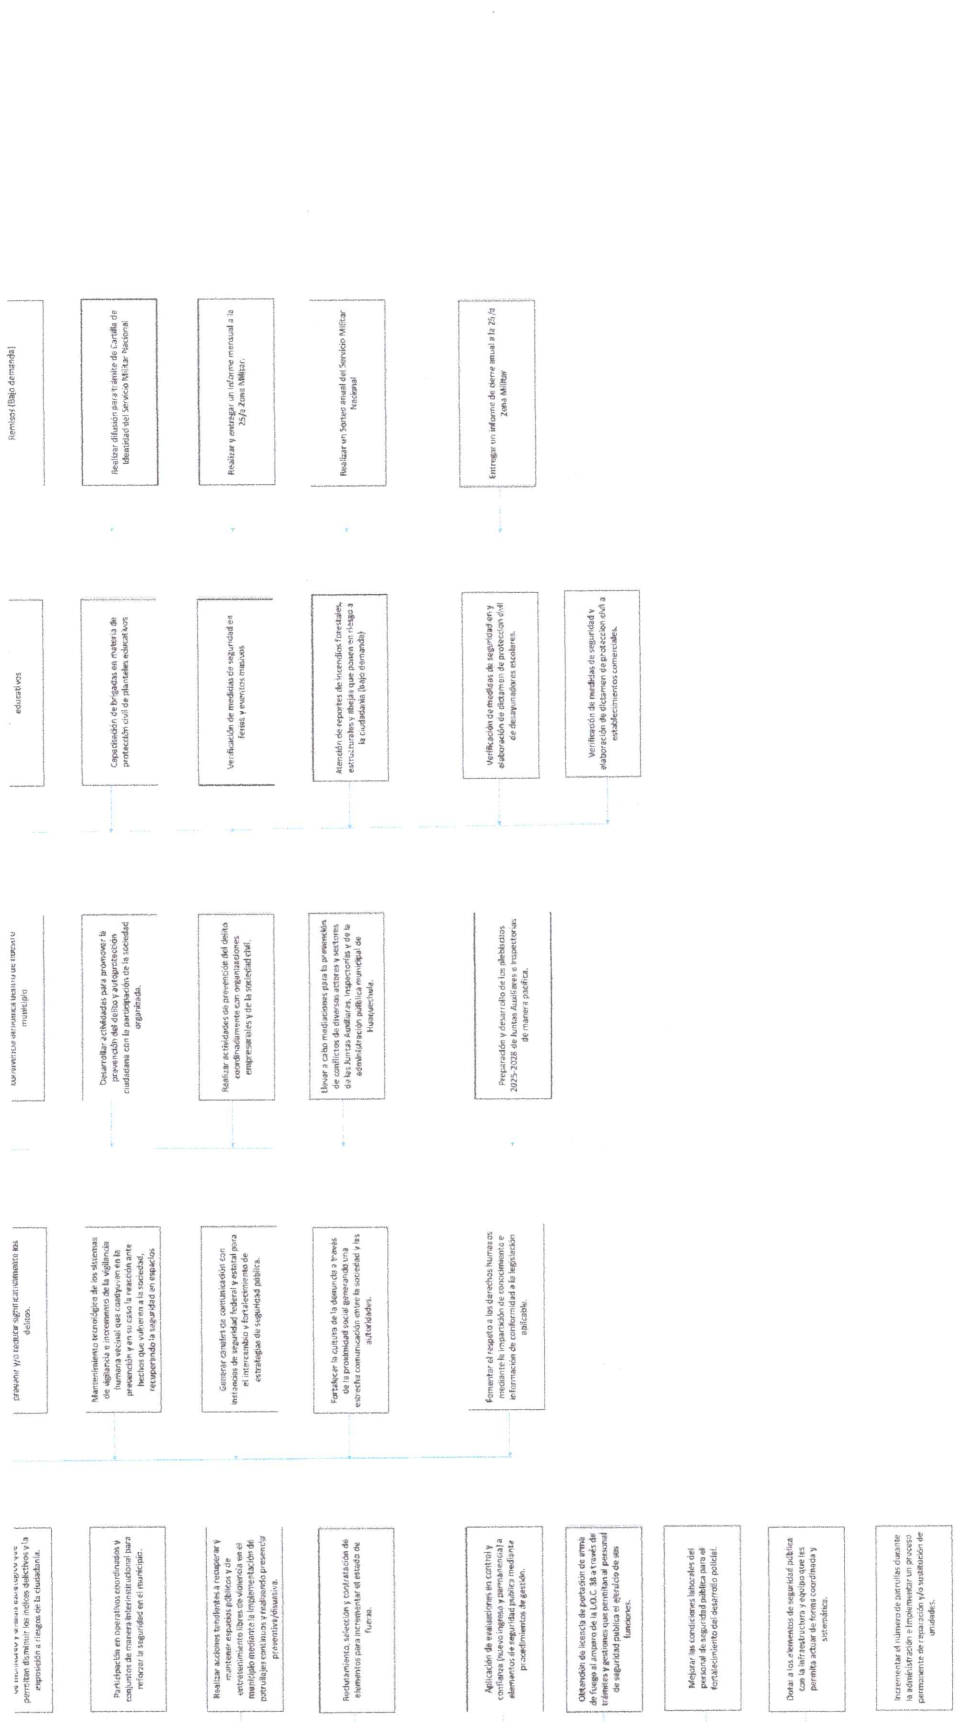 permitan disminuir los índices delictivos y la
exposición a riesgos de la ciudadanía.
Participación en operativos coordinados y
conjuntos de manera interinstitucional para
reforzar la seguridad en el municipio.
Realizar acciones tendientes a recuperar y
mantener espacios públicos y de
entretenimiento libres de violencia en el
municipio mediante la implementación de
patrullajes continuos y realizando presencia
preventiva/disuasiva.
Reclutamiento, selección y contratación de
elementos para incrementar el estado de
fuerza.
Aplicación de evaluaciones en control y
confianza (nuevo ingreso y permanencia) a
elementos de seguridad pública mediante
procedimientos de gestión.
Obtención de licencia de portación de arma
de fuego al amparo de la L.O.C. 38 a través de
trámites y gestiones que permitan al personal
de seguridad pública el ejercicio de sus
funciones.
Mejorar las condiciones laborales del
personal de seguridad pública para el
fortalecimiento del desarrollo policial.
Dotar a los elementos de seguridad pública
con la infraestructura y equipo que les
permita actuar de forma coordinada y
sistemática.
Incrementar el número de patrullas durante
la administración e implementar un proceso
permanente de reparación y/o sustitución de
unidades.
prevenir y/o reducir significativamente los
delitos.
Mantenimiento tecnológico de los sistemas
de vigilancia e incremento de la vigilancia
humana vecinal que coadyuven en la
prevención y en su caso la reacción ante
hechos que vulneren a la sociedad,
recuperando la seguridad en espacios
Generar canales de comunicación con
instancias de seguridad federal y estatal para
el intercambio y fortalecimiento de
estrategias de seguridad pública.
Fortalecer la cultura de la denuncia a través
de la proximidad social generando una
estrecha comunicación entre la sociedad y las
autoridades.
Fomentar el respeto a los derechos humanos
mediante la impartición de conocimiento e
información de conformidad a la legislación
aplicable.
municipio
Desarrollar actividades para promover la
prevención del delito y autoprotección
ciudadana con la participación de la sociedad
organizada.
Realizar actividades de prevención del delito
coordinadamente con organizaciones
empresariales y de la sociedad civil.
Llevar a cabo mediaciones para la prevención
de conflictos de diversos actores y sectores
de las Juntas Auxiliares, Inspectorías y de la
administración pública municipal de
Huaquechula.
Preparación y desarrollo de los plebiscitos
2025-2028 de Juntas Auxiliares e Inspectorías
de manera pacífica.
educativos
Capacitación de brigadas en materia de
protección civil de planteles educativos
Verificación de medidas de seguridad en
ferias y eventos masivos
Atención de reportes de incendios forestales,
estructurales y abejas que ponen en riesgo a
la ciudadanía (bajo demanda)
Verificación de medidas de seguridad en y
elaboración de dictamen de protección civil
de desayunadores escolares.
Verificación de medidas de seguridad y
elaboración de dictamen de protección civil a
establecimientos comerciales.
Remisos (Bajo demanda)
Realizar difusión para trámite de Cartilla de
Identidad del Servicio Militar Nacional
Realizar y entregar un informe mensual a la
25/a Zona Militar.
Realizar un Sorteo anual del Servicio Militar
Nacional
Entregar un informe de cierre anual a la 25/a
Zona Militar